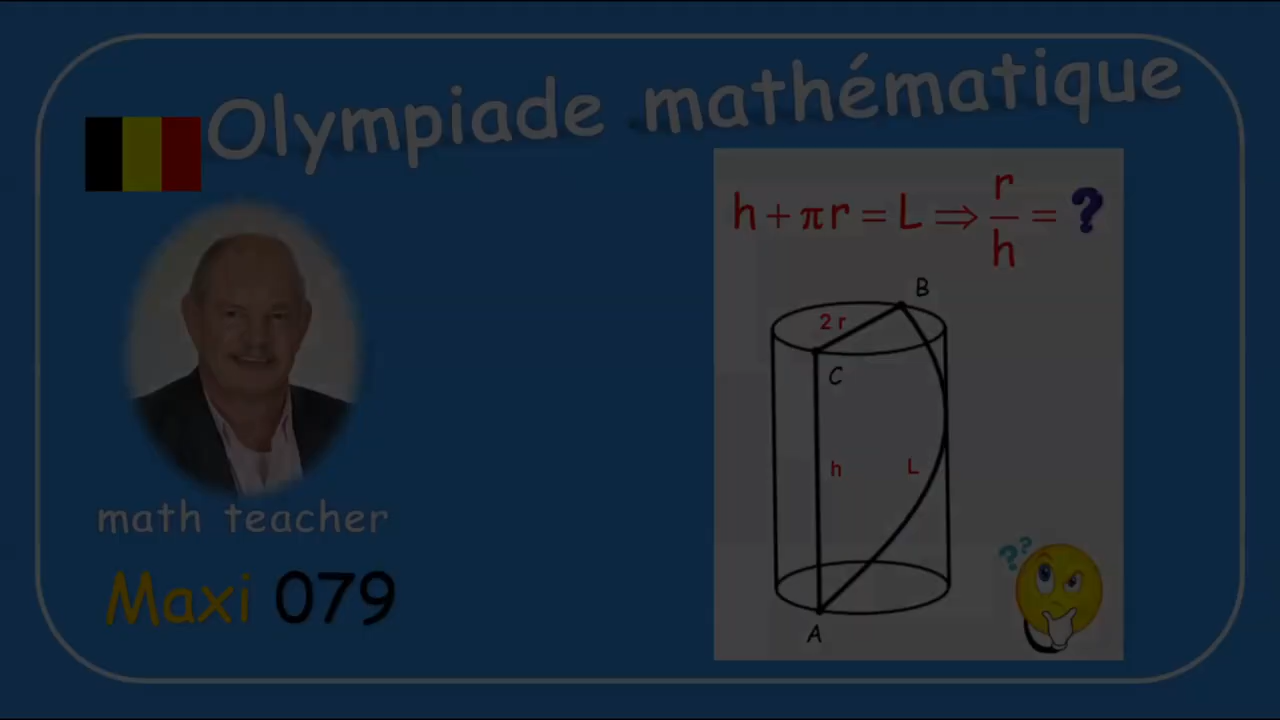 Olympiade mathématique
h + πr = L ⇒ r/h = ?
B
2 r
C
h
L
??
A
math teacher
Maxi 079